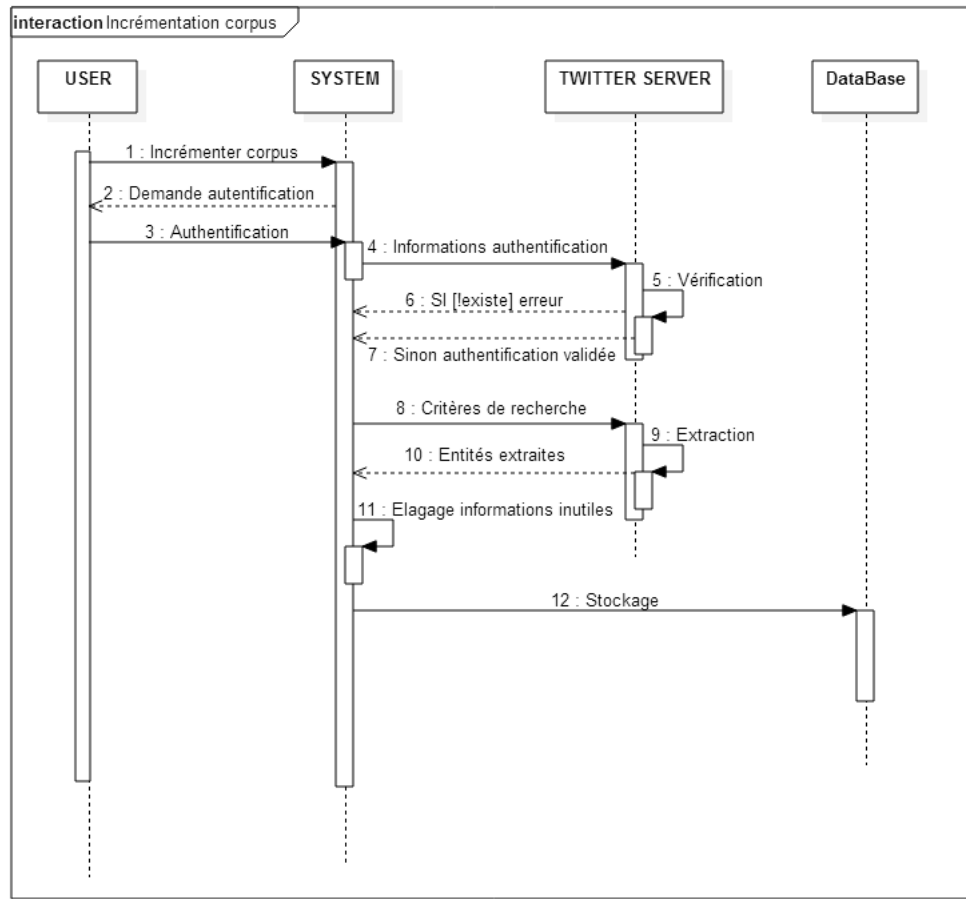 interaction Incrémentation corpus
USER
SYSTEM
TWITTER SERVER
DataBase
1 : Incrémenter corpus
2 : Demande autentification
3 : Authentification
4 : Informations authentification
5 : Vérification
6 : SI [!existe] erreur
7 : Sinon authentification validée
8 : Critères de recherche
9 : Extraction
10 : Entités extraites
11 : Elagage informations inutiles
12 : Stockage